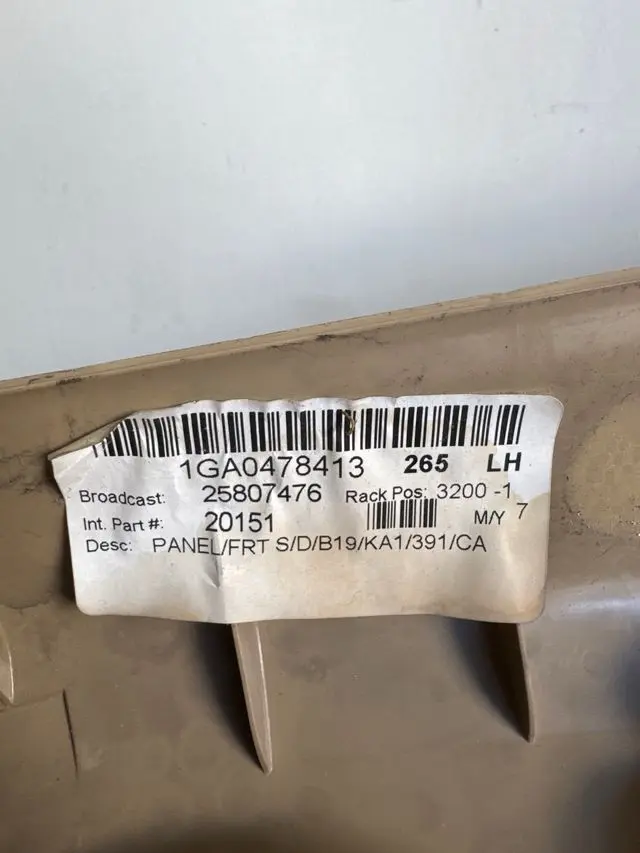 1GA0478413 265 LH
Broadcast: 25807476 Rack Pos: 3200 -1
Int. Part #: 20151 M/Y 7
Desc: PANEL/FRT S/D/B19/KA1/391/CA